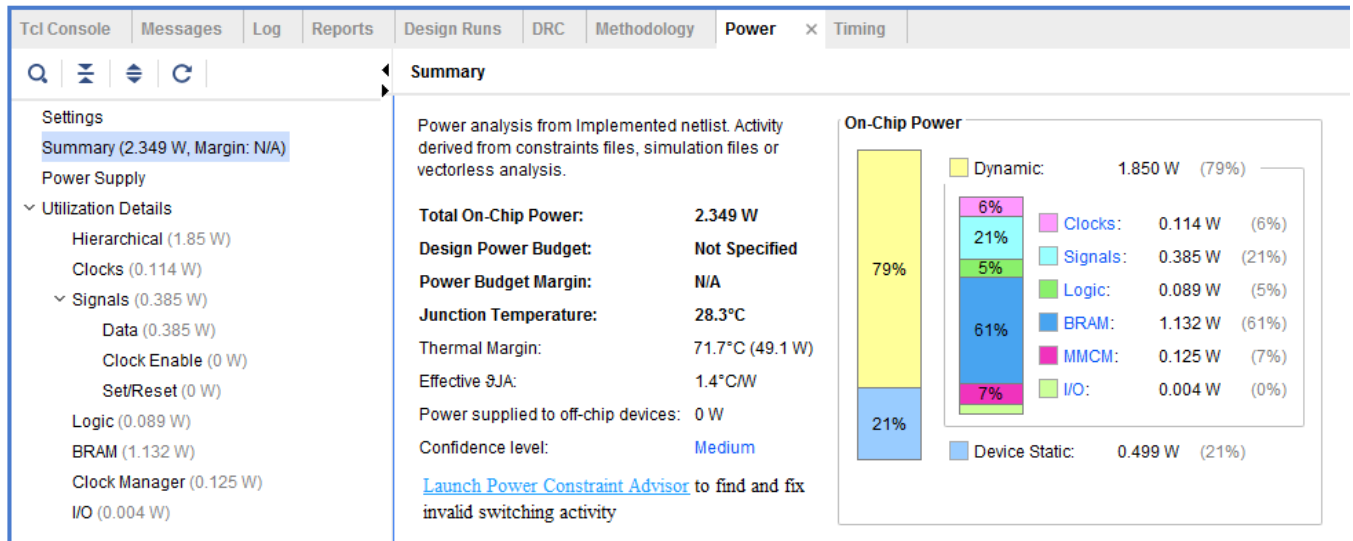 Tcl Console Messages Log Reports Design Runs DRC Methodology Power × Timing
Settings
Summary (2.349 W, Margin: N/A)
Power Supply
Utilization Details
Hierarchical (1.85 W)
Clocks (0.114 W)
Signals (0.385 W)
Data (0.385 W)
Clock Enable (0 W)
Set/Reset (0 W)
Logic (0.089 W)
BRAM (1.132 W)
Clock Manager (0.125 W)
I/O (0.004 W)
Summary
Power analysis from Implemented netlist. Activity
derived from constraints files, simulation files or
vectorless analysis.
Total On-Chip Power: 2.349 W
Design Power Budget: Not Specified
Power Budget Margin: N/A
Junction Temperature: 28.3°C
Thermal Margin: 71.7°C (49.1 W)
Effective ϑJA: 1.4°C/W
Power supplied to off-chip devices: 0 W
Confidence level: Medium
Launch Power Constraint Advisor to find and fix
invalid switching activity
On-Chip Power
79%
21%
Dynamic: 1.850 W (79%)
6%
21%
5%
61%
7%
Clocks: 0.114 W (6%)
Signals: 0.385 W (21%)
Logic: 0.089 W (5%)
BRAM: 1.132 W (61%)
MMCM: 0.125 W (7%)
I/O: 0.004 W (0%)
Device Static: 0.499 W (21%)